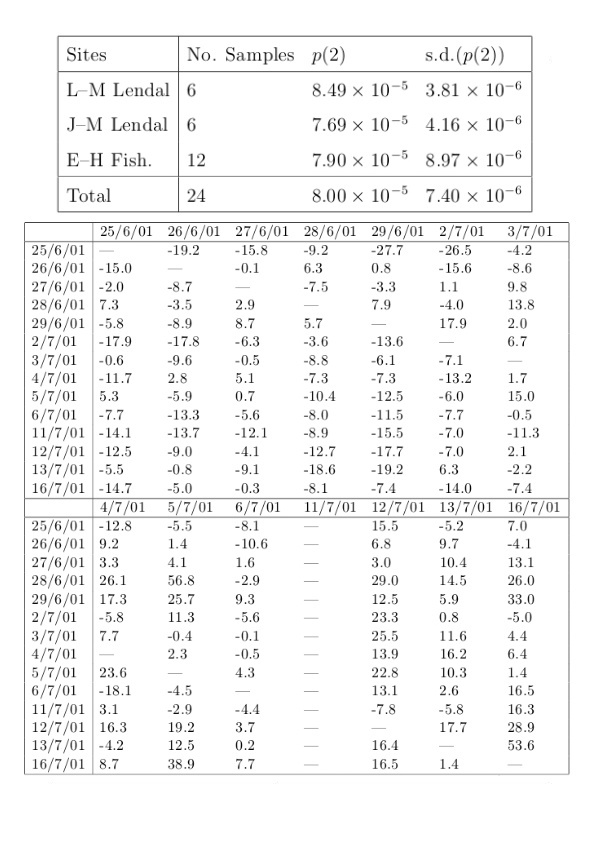 Sites No. Samples p(2) s.d.(p(2))
L–M Lendal 6 8.49 × 10⁻⁵ 3.81 × 10⁻⁶
J–M Lendal 6 7.69 × 10⁻⁵ 4.16 × 10⁻⁶
E–H Fish. 12 7.90 × 10⁻⁵ 8.97 × 10⁻⁶
Total 24 8.00 × 10⁻⁵ 7.40 × 10⁻⁶
25/6/01 26/6/01 27/6/01 28/6/01 29/6/01 2/7/01 3/7/01
25/6/01 — -19.2 -15.8 -9.2 -27.7 -26.5 -4.2
26/6/01 -15.0 — -0.1 6.3 0.8 -15.6 -8.6
27/6/01 -2.0 -8.7 — -7.5 -3.3 1.1 9.8
28/6/01 7.3 -3.5 2.9 — 7.9 -4.0 13.8
29/6/01 -5.8 -8.9 8.7 5.7 — 17.9 2.0
2/7/01 -17.9 -17.8 -6.3 -3.6 -13.6 — 6.7
3/7/01 -0.6 -9.6 -0.5 -8.8 -6.1 -7.1 —
4/7/01 -11.7 2.8 5.1 -7.3 -7.3 -13.2 1.7
5/7/01 5.3 -5.9 0.7 -10.4 -12.5 -6.0 15.0
6/7/01 -7.7 -13.3 -5.6 -8.0 -11.5 -7.7 -0.5
11/7/01 -14.1 -13.7 -12.1 -8.9 -15.5 -7.0 -11.3
12/7/01 -12.5 -9.0 -4.1 -12.7 -17.7 -7.0 2.1
13/7/01 -5.5 -0.8 -9.1 -18.6 -19.2 6.3 -2.2
16/7/01 -14.7 -5.0 -0.3 -8.1 -7.4 -14.0 -7.4
4/7/01 5/7/01 6/7/01 11/7/01 12/7/01 13/7/01 16/7/01
25/6/01 -12.8 -5.5 -8.1 — 15.5 -5.2 7.0
26/6/01 9.2 1.4 -10.6 — 6.8 9.7 -4.1
27/6/01 3.3 4.1 1.6 — 3.0 10.4 13.1
28/6/01 26.1 56.8 -2.9 — 29.0 14.5 26.0
29/6/01 17.3 25.7 9.3 — 12.5 5.9 33.0
2/7/01 -5.8 11.3 -5.6 — 23.3 0.8 -5.0
3/7/01 7.7 -0.4 -0.1 — 25.5 11.6 4.4
4/7/01 — 2.3 -0.5 — 13.9 16.2 6.4
5/7/01 23.6 — 4.3 — 22.8 10.3 1.4
6/7/01 -18.1 -4.5 — — 13.1 2.6 16.5
11/7/01 3.1 -2.9 -4.4 — -7.8 -5.8 16.3
12/7/01 16.3 19.2 3.7 — — 17.7 28.9
13/7/01 -4.2 12.5 0.2 — 16.4 — 53.6
16/7/01 8.7 38.9 7.7 — 16.5 1.4 —